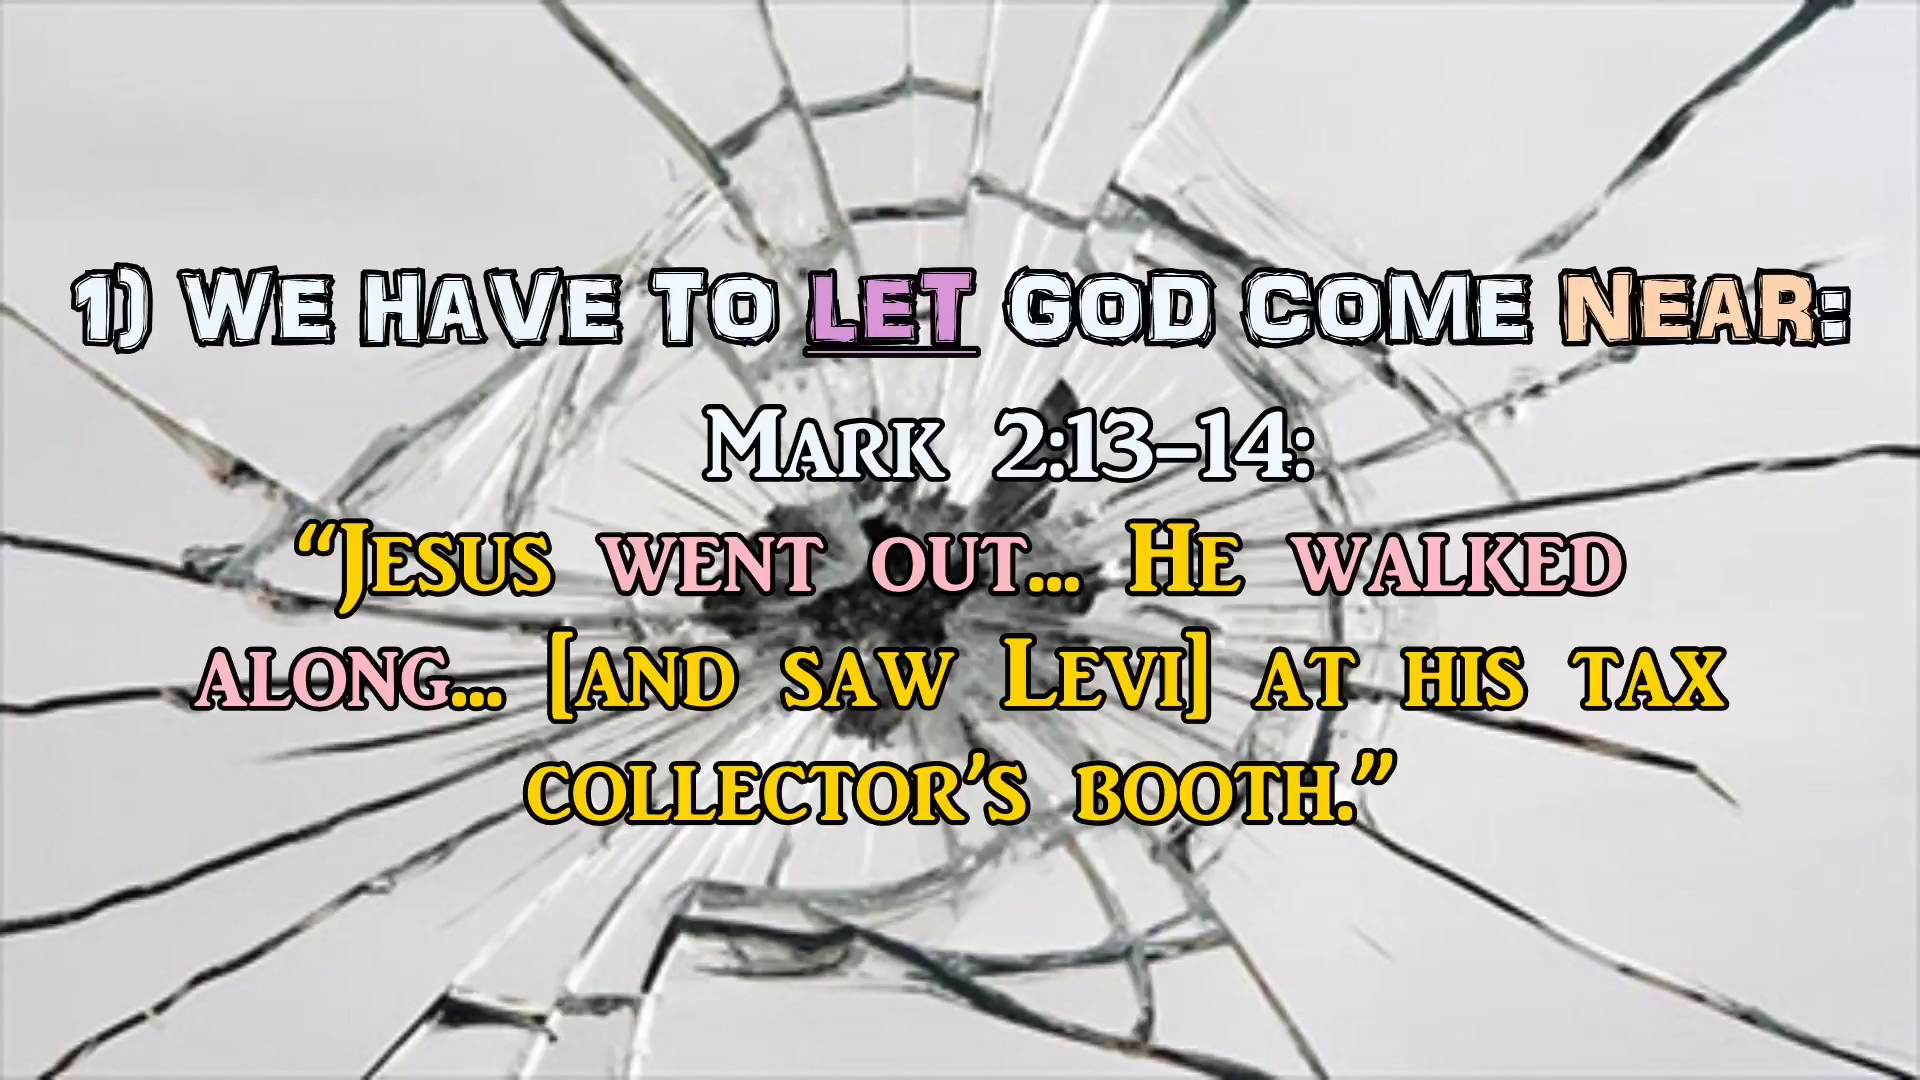 1) WE HAVE TO LET GOD COME NEAR:
MARK 2:13–14:
“JESUS WENT OUT... HE WALKED
ALONG... [AND SAW LEVI] AT HIS TAX
COLLECTOR’S BOOTH.”